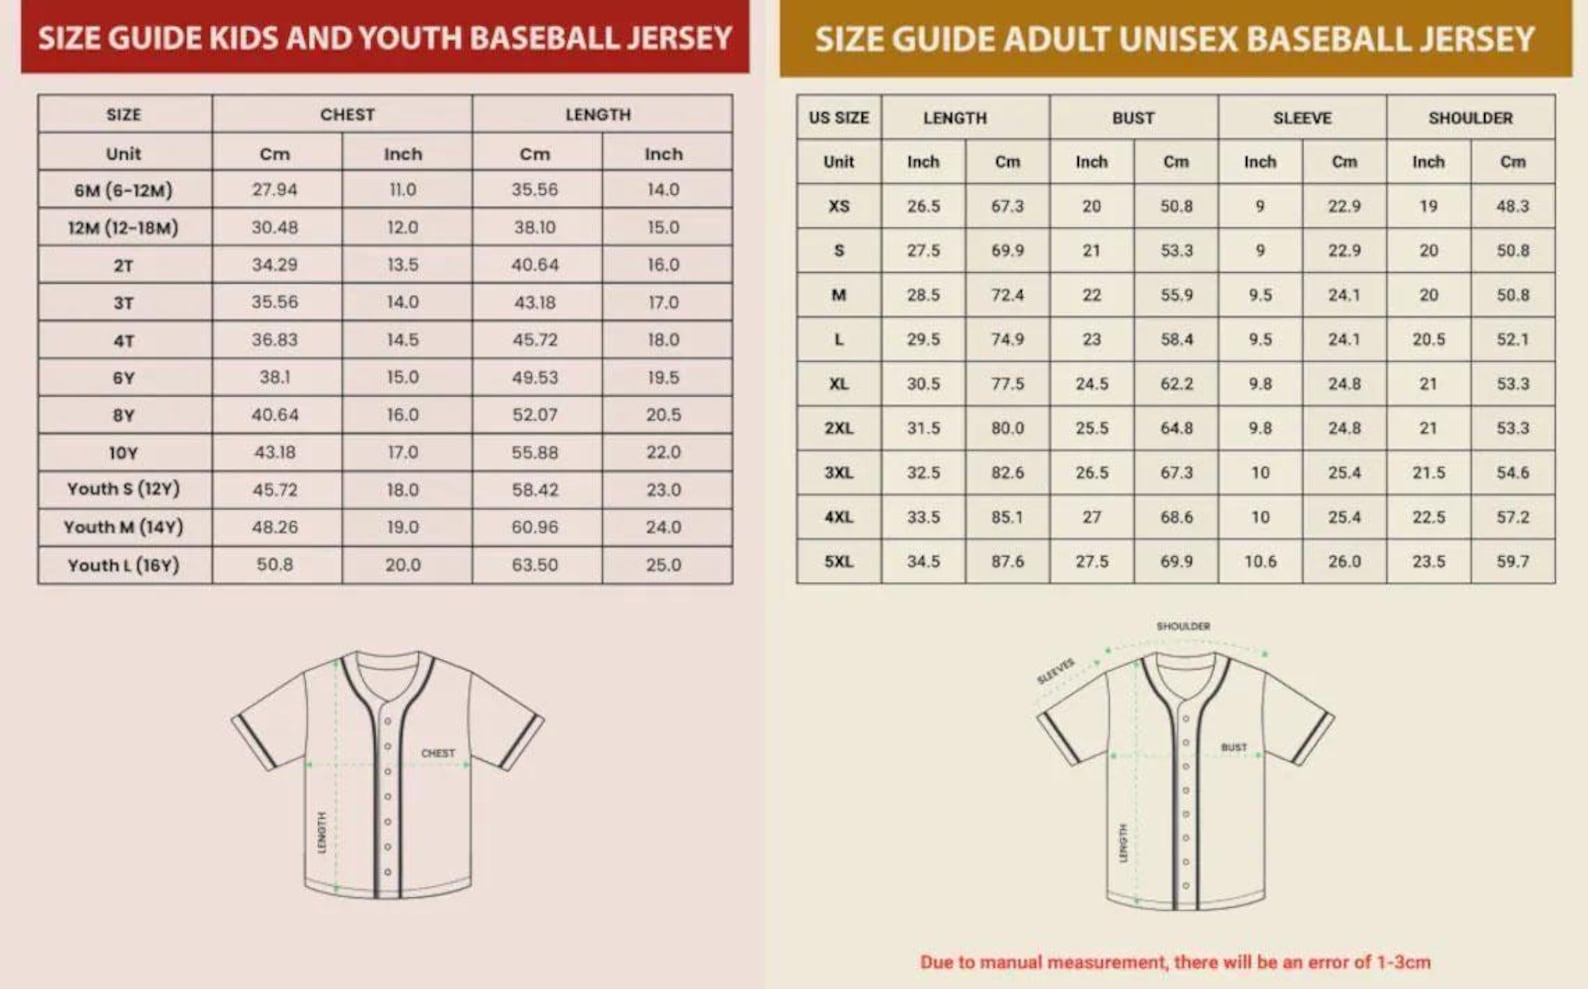 SIZE GUIDE KIDS AND YOUTH BASEBALL JERSEY
SIZE CHEST LENGTH
Unit Cm Inch Cm Inch
6M (6-12M) 27.94 11.0 35.56 14.0
12M (12-18M) 30.48 12.0 38.10 15.0
2T 34.29 13.5 40.64 16.0
3T 35.56 14.0 43.18 17.0
4T 36.83 14.5 45.72 18.0
6Y 38.1 15.0 49.53 19.5
8Y 40.64 16.0 52.07 20.5
10Y 43.18 17.0 55.88 22.0
Youth S (12Y) 45.72 18.0 58.42 23.0
Youth M (14Y) 48.26 19.0 60.96 24.0
Youth L (16Y) 50.8 20.0 63.50 25.0
CHEST
LENGTH
SIZE GUIDE ADULT UNISEX BASEBALL JERSEY
US SIZE LENGTH BUST SLEEVE SHOULDER
Unit Inch Cm Inch Cm Inch Cm Inch Cm
XS 26.5 67.3 20 50.8 9 22.9 19 48.3
S 27.5 69.9 21 53.3 9 22.9 20 50.8
M 28.5 72.4 22 55.9 9.5 24.1 20 50.8
L 29.5 74.9 23 58.4 9.5 24.1 20.5 52.1
XL 30.5 77.5 24.5 62.2 9.8 24.8 21 53.3
2XL 31.5 80.0 25.5 64.8 9.8 24.8 21 53.3
3XL 32.5 82.6 26.5 67.3 10 25.4 21.5 54.6
4XL 33.5 85.1 27 68.6 10 25.4 22.5 57.2
5XL 34.5 87.6 27.5 69.9 10.6 26.0 23.5 59.7
SHOULDER
SLEEVES
BUST
LENGTH
Due to manual measurement, there will be an error of 1-3cm